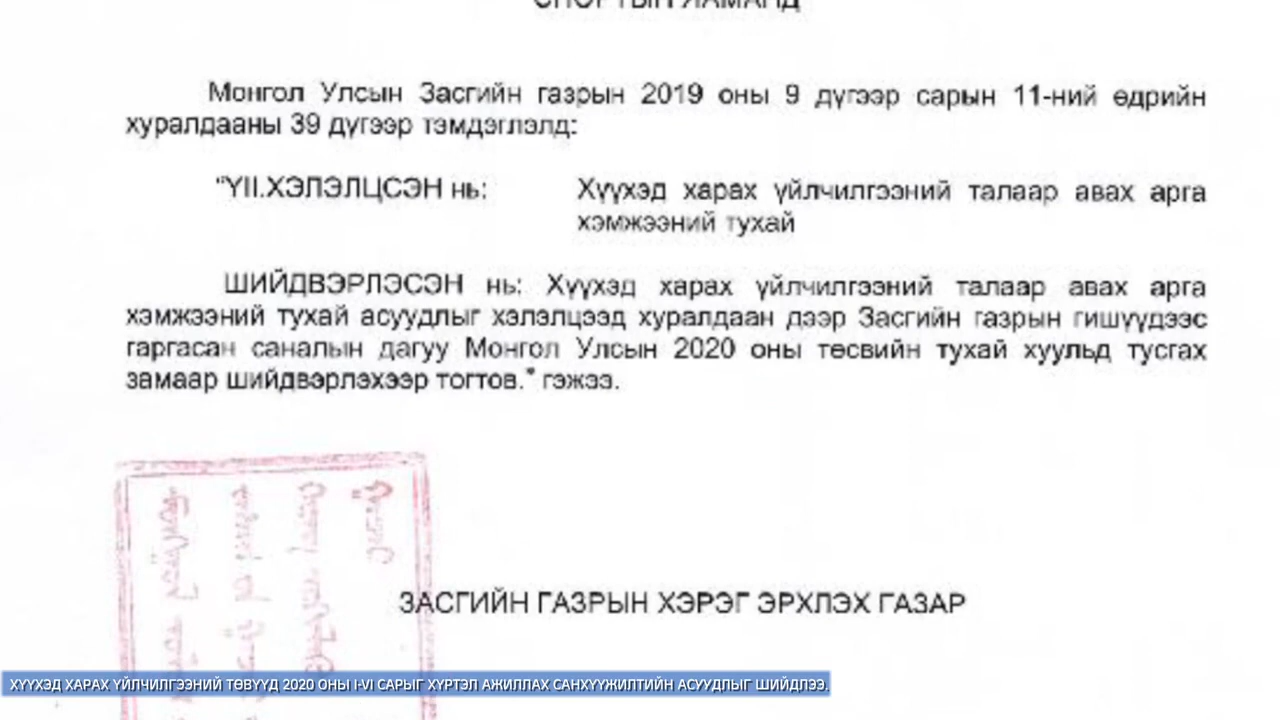 СПОРТЫН ЯАМАНД
Монгол Улсын Засгийн газрын 2019 оны 9 дүгээр сарын 11-ний өдрийн
хуралдааны 39 дүгээр тэмдэглэлд:
"ҮII.ХЭЛЭЛЦСЭН нь: Хүүхэд харах үйлчилгээний талаар авах арга
хэмжээний тухай
ШИЙДВЭРЛЭСЭН нь: Хүүхэд харах үйлчилгээний талаар авах арга
хэмжээний тухай асуудлыг хэлэлцээд хуралдаан дээр Засгийн газрын гишүүдээс
гаргасан саналын дагуу Монгол Улсын 2020 оны төсвийн тухай хуульд тусгах
замаар шийдвэрлэхээр тогтов." гэжээ.
ЗАСГИЙН ГАЗРЫН ХЭРЭГ ЭРХЛЭХ ГАЗАР
ХҮҮХЭД ХАРАХ ҮЙЛЧИЛГЭЭНИЙ ТӨВҮҮД 2020 ОНЫ I-VI САРЫГ ХҮРТЭЛ АЖИЛЛАХ САНХҮҮЖИЛТИЙН АСУУДЛЫГ ШИЙДЛЭЭ.